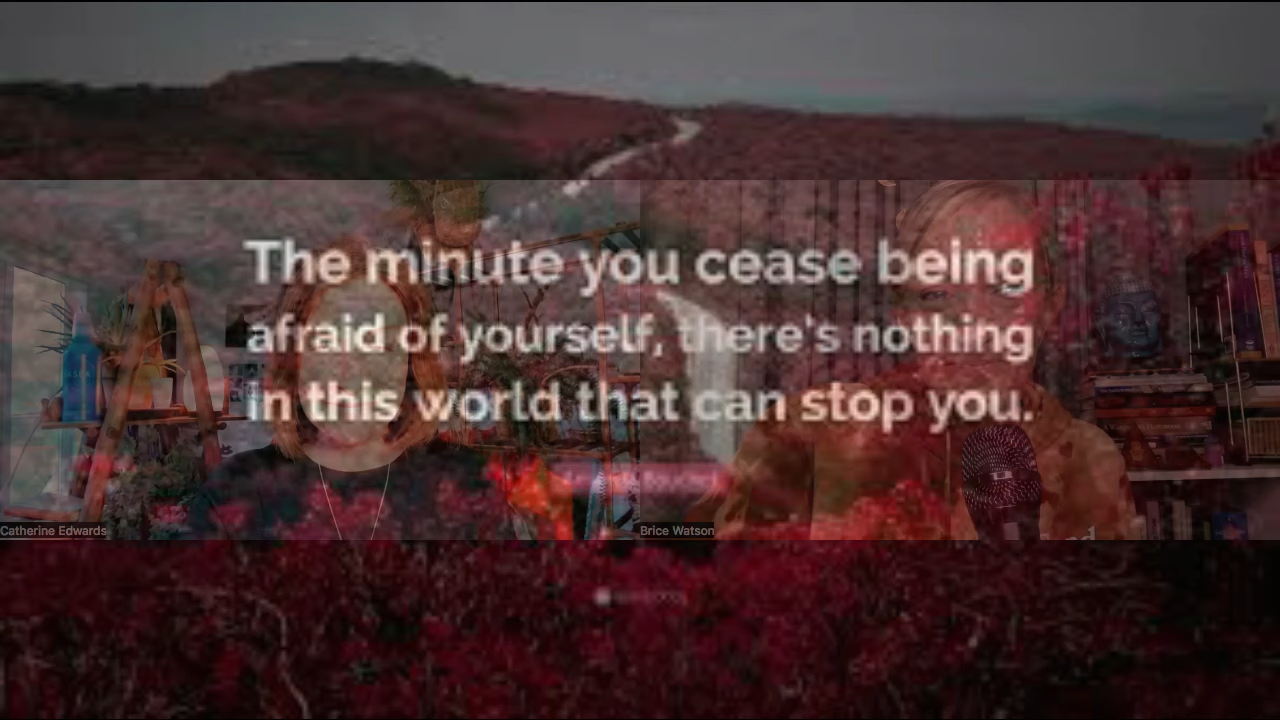 The minute you cease being
afraid of yourself, there's nothing
in this world that can stop you.
Catherine Edwards
Brice Watson